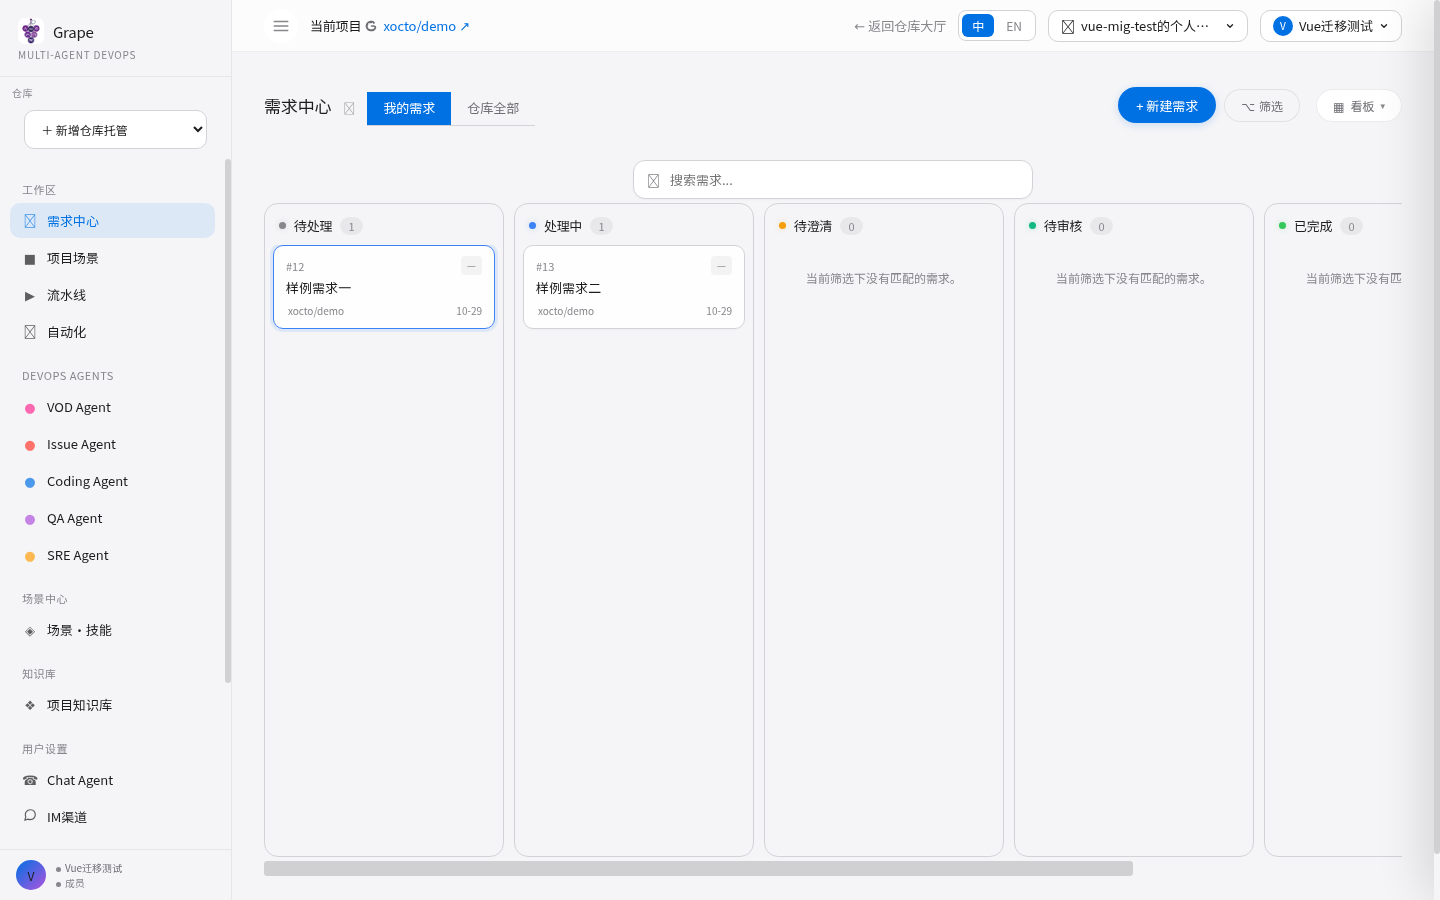 Grape
MULTI-AGENT DEVOPS
仓库
＋ 新增仓库托管
工作区
需求中心
项目场景
流水线
自动化
DEVOPS AGENTS
VOD Agent
Issue Agent
Coding Agent
QA Agent
SRE Agent
场景中心
场景・技能
知识库
项目知识库
用户设置
Chat Agent
IM渠道
V
Vue迁移测试
成员
当前项目 xocto/demo ↗
← 返回仓库大厅
中 EN
vue-mig-test的个人…
V Vue迁移测试
需求中心
我的需求 仓库全部
+ 新建需求
⌥ 筛选
▦ 看板 ▾
搜索需求...
待处理 1
#12 —
样例需求一
xocto/demo 10-29
处理中 1
#13 —
样例需求二
xocto/demo 10-29
待澄清 0
当前筛选下没有匹配的需求。
待审核 0
当前筛选下没有匹配的需求。
已完成 0
当前筛选下没有匹